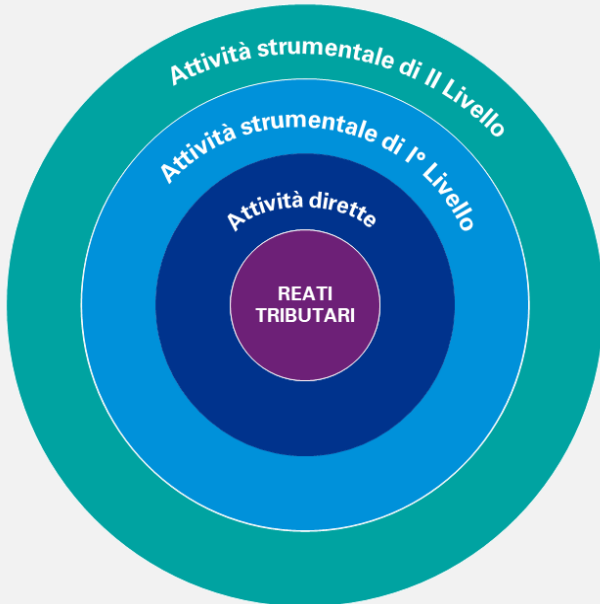 Attività strumentale di II Livello
Attività strumentale di I° Livello
Attività dirette
REATI
TRIBUTARI